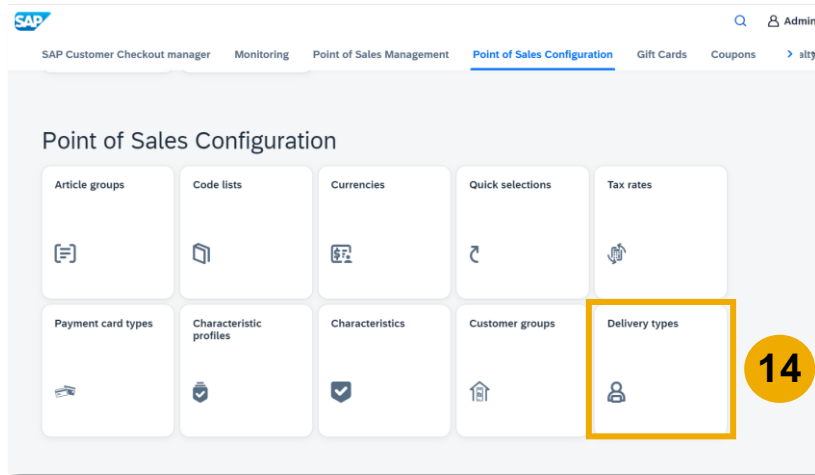 SAP
Admin
SAP Customer Checkout manager Monitoring Point of Sales Management Point of Sales Configuration Gift Cards Coupons alty
Point of Sales Configuration
Article groups Code lists Currencies Quick selections Tax rates
Payment card types Characteristic profiles Characteristics Customer groups Delivery types
14